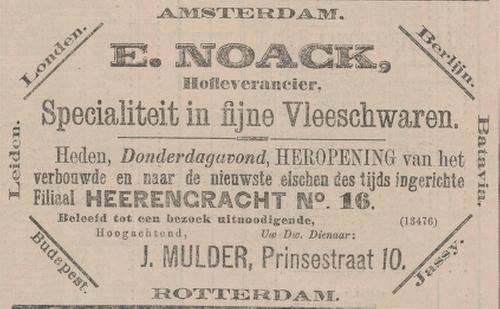 AMSTERDAM.
Londen.
Berlijn.
E. NOACK,
Hofleverancier.
Specialiteit in fijne Vleeschwaren.
Leiden.
Batavia.
Heden, Donderdagavond, HEROPENING van het
verbouwde en naar de nieuwste eischen des tijds ingerichte
Filiaal HEERENGRACHT No. 16.
Beleefd tot een bezoek uitnoodigende, (13476)
Hoogachtend, Uw Dw. Dienaar:
J. MULDER, Prinsestraat 10.
Budapest.
Jassy.
ROTTERDAM.